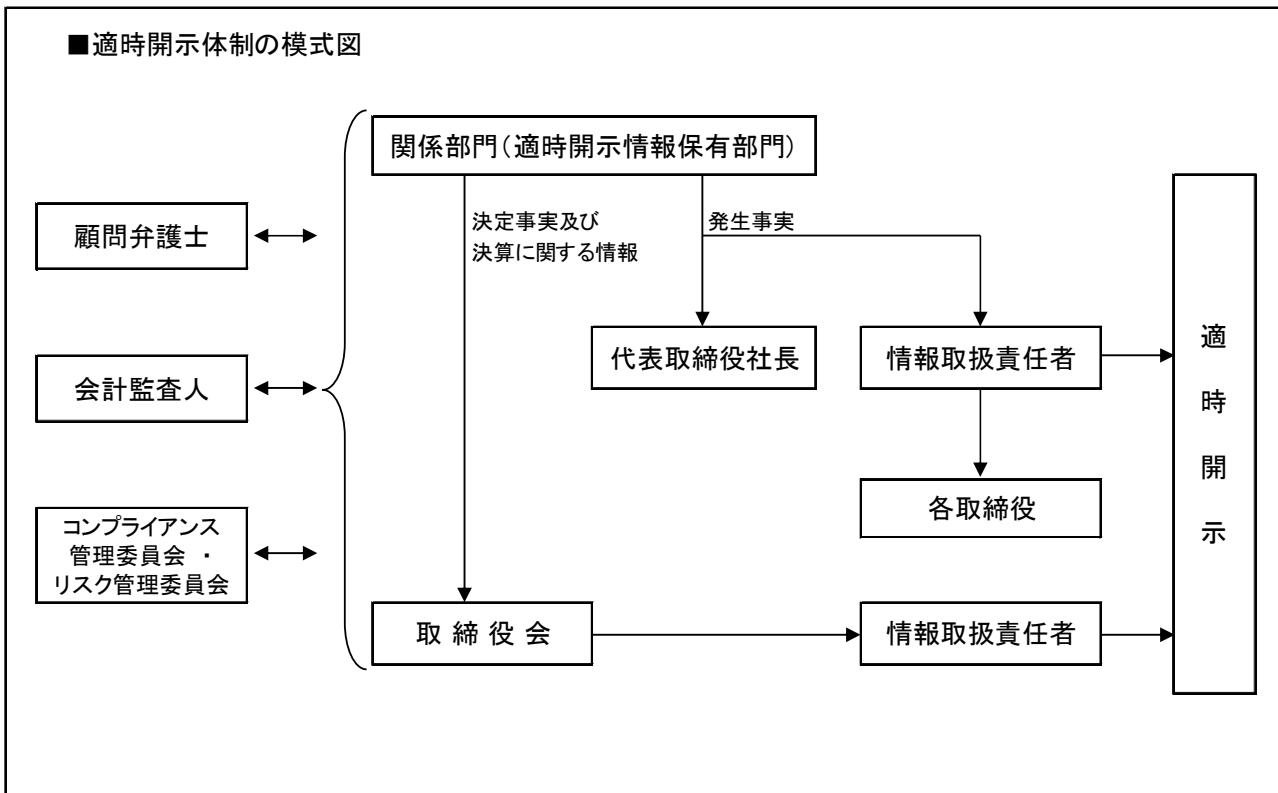 ■適時開示体制の模式図
関係部門(適時開示情報保有部門)
顧問弁護士
決定事実及び
決算に関する情報
発生事実
代表取締役社長
情報取扱責任者
会計監査人
各取締役
コンプライアンス
管理委員会 ・
リスク管理委員会
取 締 役 会
情報取扱責任者
適
時
開
示